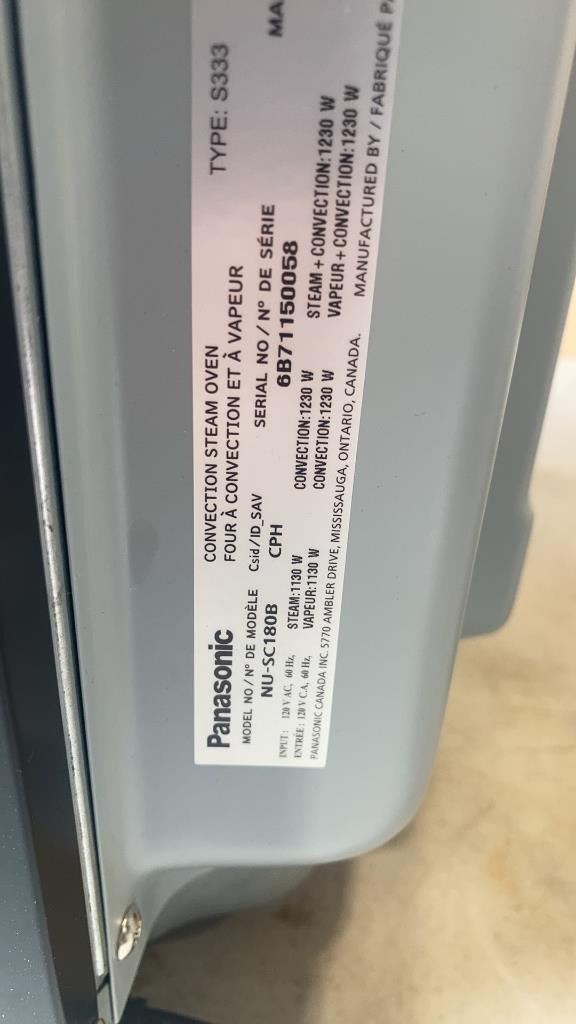 Panasonic
CONVECTION STEAM OVEN
FOUR À CONVECTION ET À VAPEUR
TYPE: S333
MODEL NO/N° DE MODÈLE Csid/ID_SAV SERIAL NO/N° DE SÉRIE MA
NU-SC180B CPH 6B71150058
INPUT: 120 V AC, 60 Hz, STEAM:1130 W CONVECTION:1230 W STEAM+CONVECTION:1230 W
ENTRÉE: 120 V C.A, 60 Hz, VAPEUR:1130 W CONVECTION:1230 W VAPEUR+CONVECTION:1230 W
PANASONIC CANADA INC. 5770 AMBLER DRIVE, MISSISSAUGA, ONTARIO, CANADA. MANUFACTURED BY / FABRIQUÉ PA